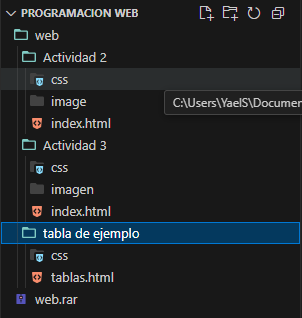 PROGRAMACION WEB
web
Actividad 2
css
image
C:\Users\YaelS\Documen
index.html
Actividad 3
css
imagen
index.html
tabla de ejemplo
css
tablas.html
web.rar